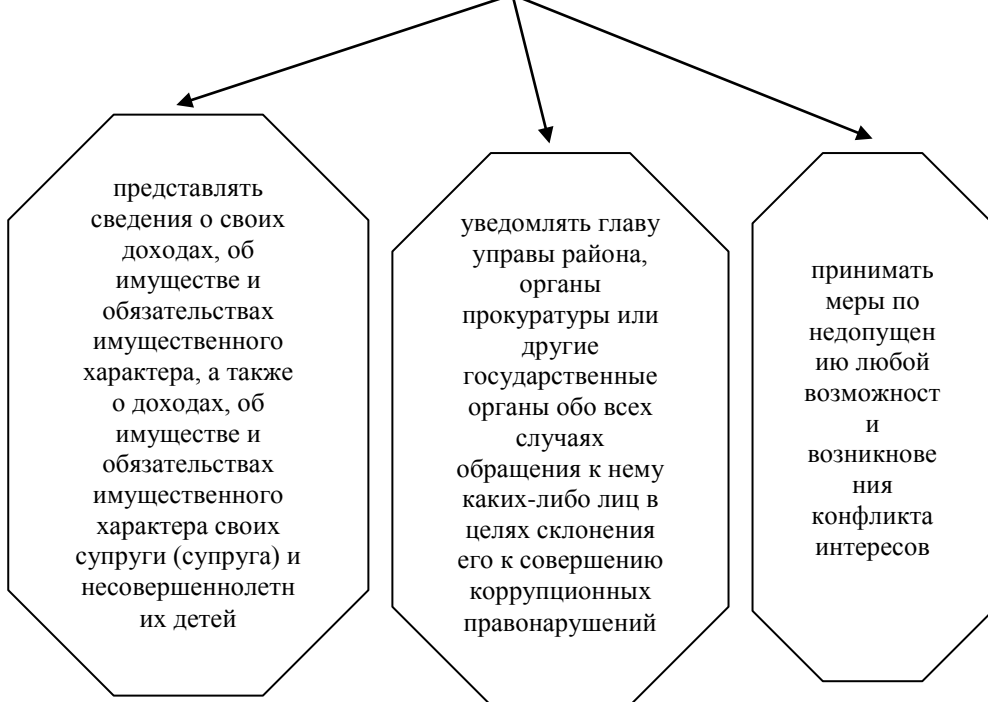 представлять
сведения о своих
доходах, об
имуществе и
обязательствах
имущественного
характера, а также
о доходах, об
имуществе и
обязательствах
имущественного
характера своих
супруги (супруга) и
несовершеннолетн
их детей
уведомлять главу
управы района,
органы
прокуратуры или
другие
государственные
органы обо всех
случаях
обращения к нему
каких-либо лиц в
целях склонения
его к совершению
коррупционных
правонарушений
принимать
меры по
недопущен
ию любой
возможност
и
возникнове
ния
конфликта
интересов